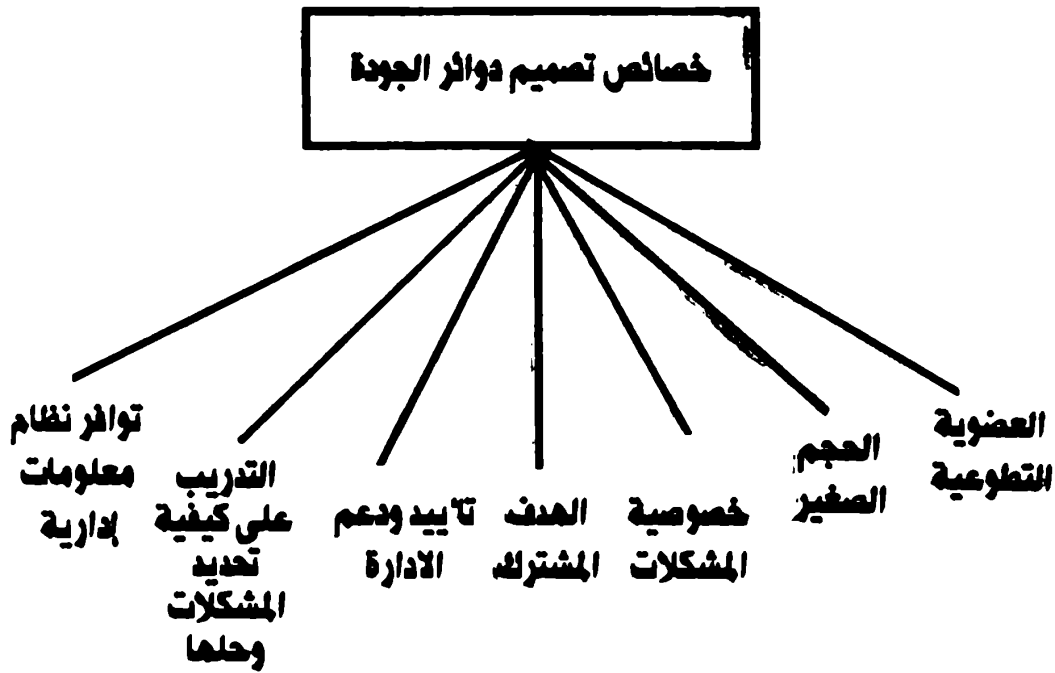 خصائص تصميم دوائر الجودة
العضوية
التطوعية
الحجم
الصغير
خصوصية
المشكلات
الهدف
المشترك
تأييد ودعم
الادارة
التدريب
على كيفية
تحديد
المشكلات
وحلها
توافر نظام
معلومات
إدارية